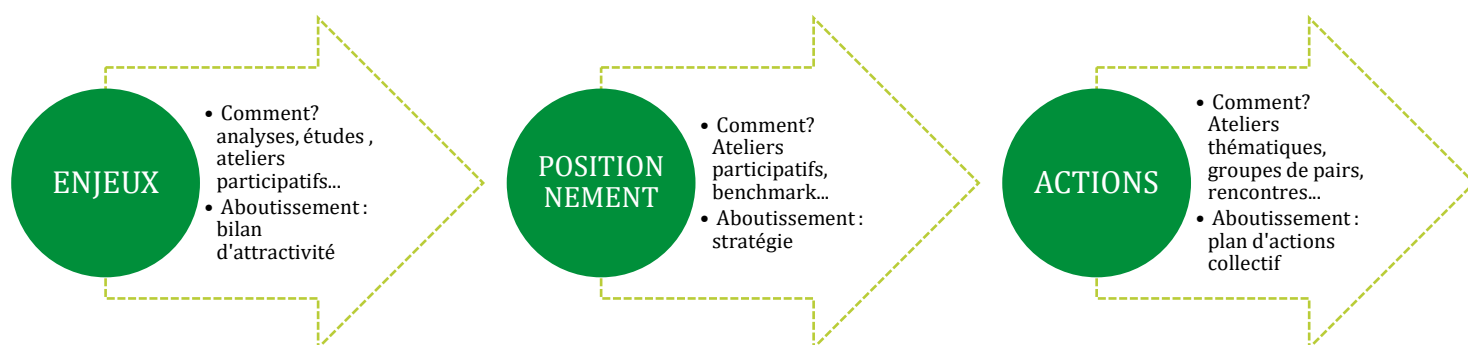 ENJEUX
• Comment?
analyses, études ,
ateliers
participatifs...
• Aboutissement :
bilan
d'attractivité
POSITION
NEMENT
• Comment?
Ateliers
participatifs,
benchmark...
• Aboutissement :
stratégie
ACTIONS
• Comment?
Ateliers
thématiques,
groupes de pairs,
rencontres...
• Aboutissement :
plan d'actions
collectif